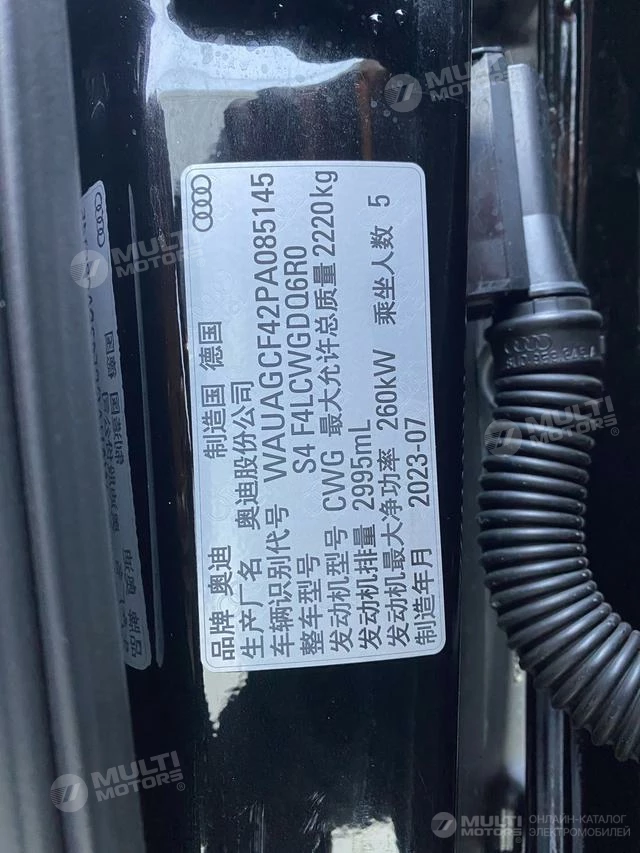 品牌 奥迪 制造国 德国
生产厂名 奥迪股份公司
车辆识别代号 WAUAGCF42PA085145
整车型号 S4 F4LCWGDQ6R0
发动机型号 CWG 最大允许总质量 2220kg
发动机排量 2995mL
发动机最大净功率 260kW 乘坐人数 5
制造年月 2023-07
MULTI MOTORS
MULTI MOTORS
MULTI MOTORS
MULTI MOTORS
MULTI MOTORS
MULTI MOTORS ОНЛАЙН-КАТАЛОГ ЭЛЕКТРОМОБИЛЕЙ